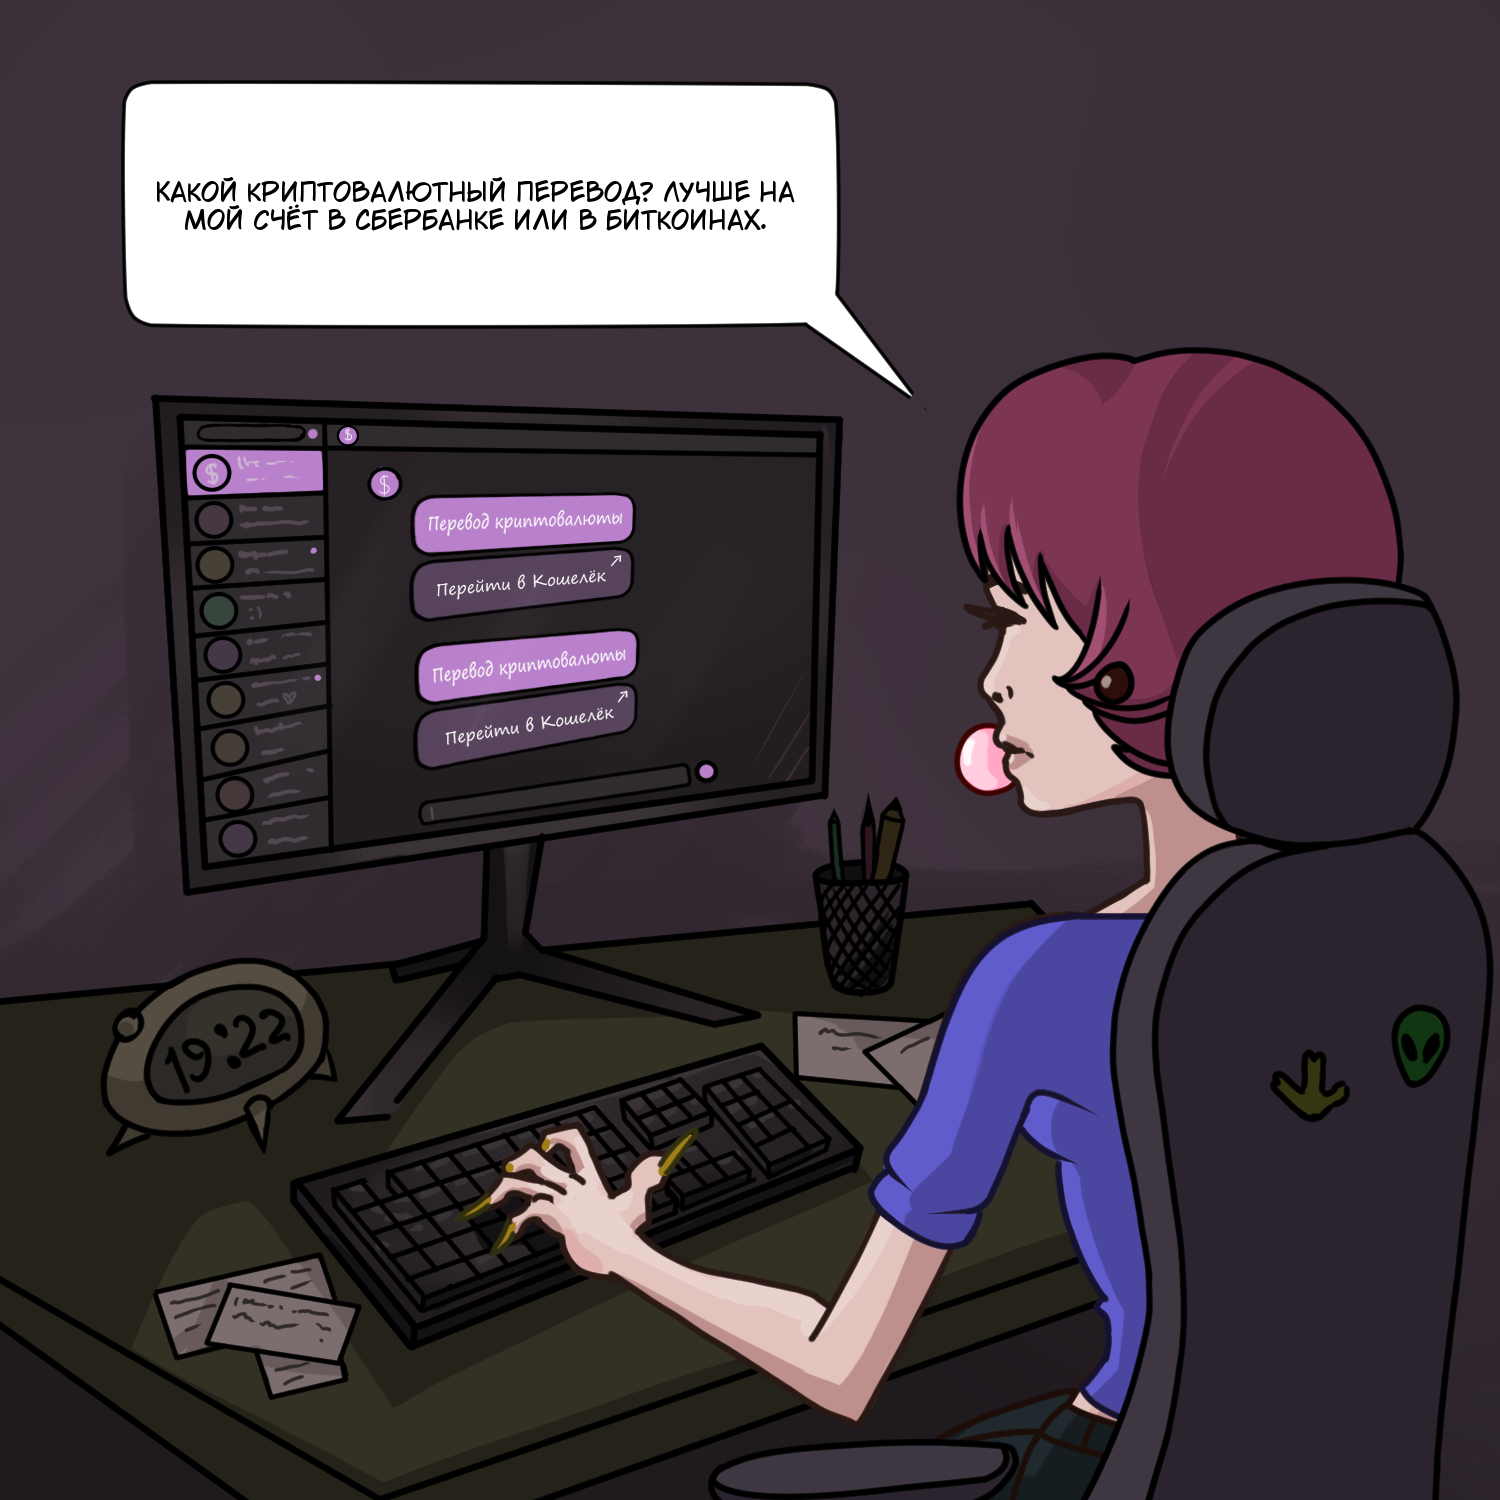 КАКОЙ КРИПТОВАЛЮТНЫЙ ПЕРЕВОД? ЛУЧШЕ НА
МОЙ СЧЁТ В СБЕРБАНКЕ ИЛИ В БИТКОИНАХ.
$
$
$
Перевод криптовалюты
Перейти в Кошелёк
:)
Перевод криптовалюты
Перейти в Кошелёк
19:22